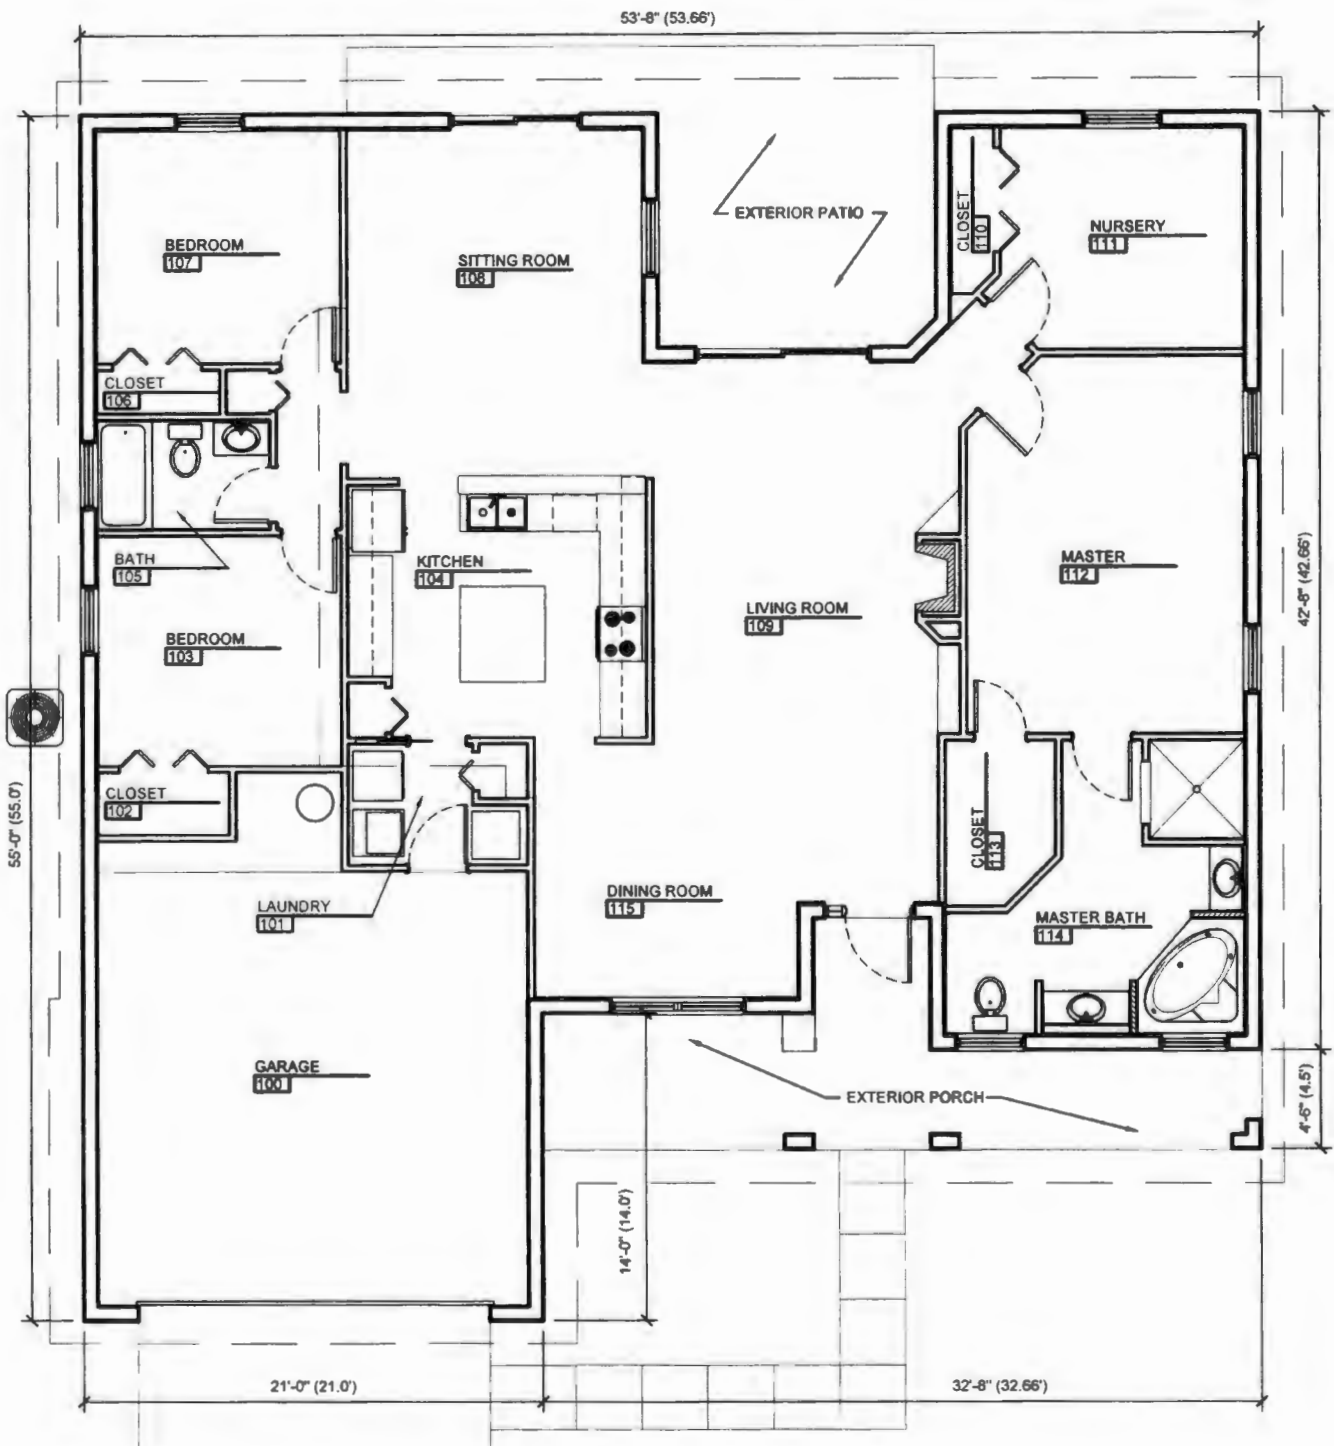 53'-8" (53.66')
EXTERIOR PATIO
CLOSET
110
NURSERY
111
BEDROOM
107
SITTING ROOM
108
CLOSET
106
BATH
105
KITCHEN
104
MASTER
112
42'-8" (42.66')
LIVING ROOM
109
BEDROOM
103
CLOSET
102
55'-0" (55.0')
CLOSET
113
LAUNDRY
101
DINING ROOM
115
MASTER BATH
114
GARAGE
100
EXTERIOR PORCH
4'-6" (4.5')
14'-0" (14.0')
21'-0" (21.0')
32'-8" (32.66')